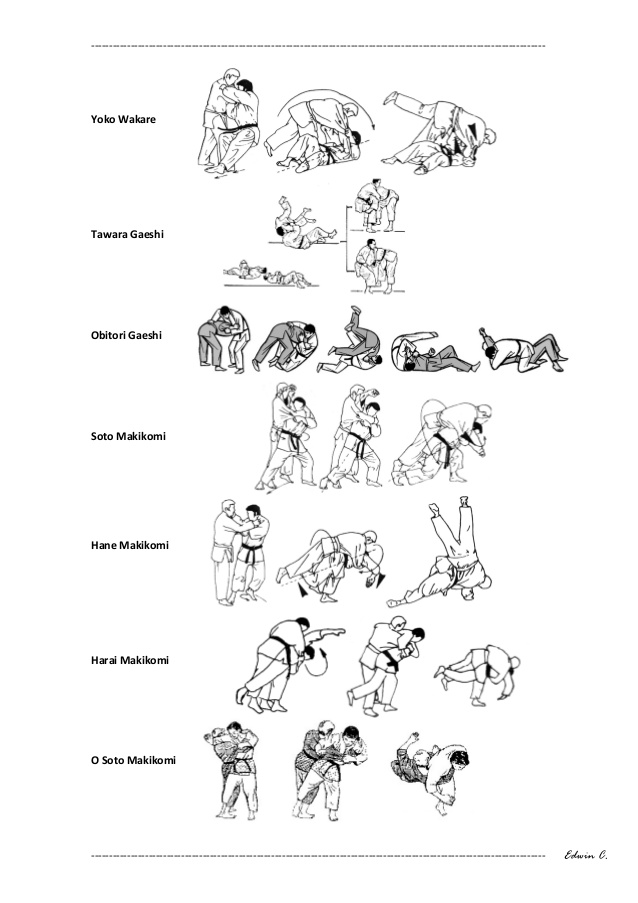 Yoko Wakare
Tawara Gaeshi
Obitori Gaeshi
Soto Makikomi
Hane Makikomi
Harai Makikomi
O Soto Makikomi
Edwin C.